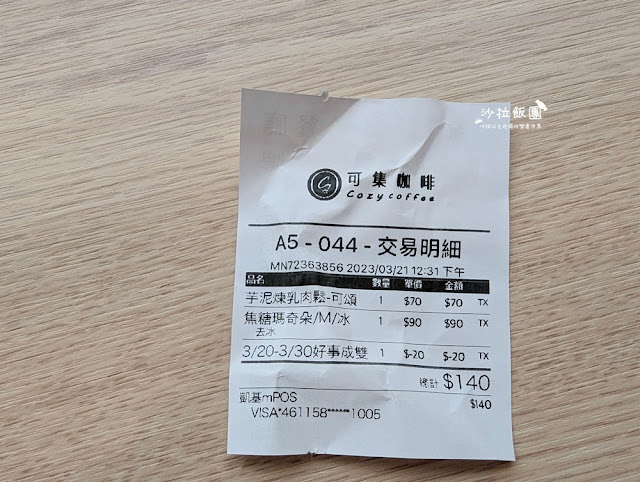 沙拉飯團
可集咖啡
Cozycoffee
A5 - 044 - 交易明細
MN72363856 2023/03/21 12:31 下午
品名 數量 單價 金額
芋泥煉乳肉鬆-可頌 1 $70 $70 TX
焦糖瑪奇朵/M/冰 1 $90 $90 TX
去冰
3/20-3/30好事成雙 1 $-20 $-20 TX
總計 $140
凱基mPOS $140
VISA*461158******1005